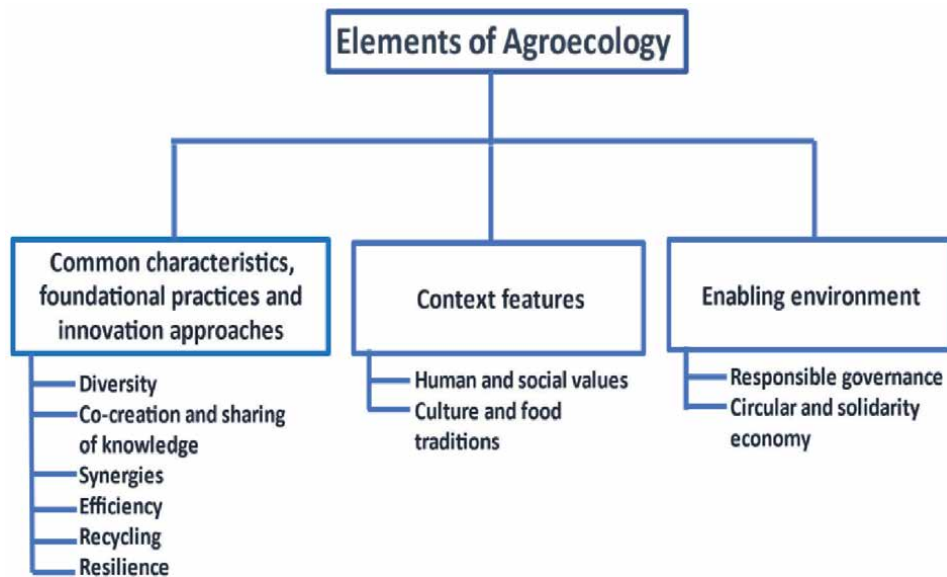 Elements of Agroecology
Common characteristics,
foundational practices and
innovation approaches
Diversity
Co-creation and sharing
of knowledge
Synergies
Efficiency
Recycling
Resilience
Context features
Human and social values
Culture and food
traditions
Enabling environment
Responsible governance
Circular and solidarity
economy